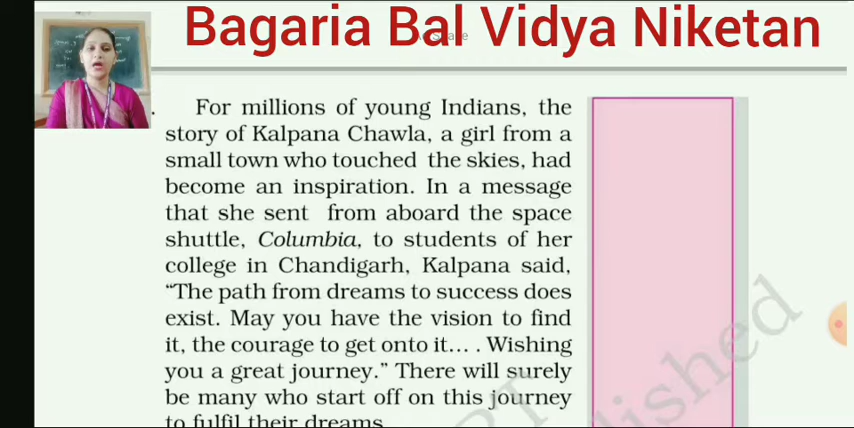 Bagaria Bal Vidya Niketan
For millions of young Indians, the
story of Kalpana Chawla, a girl from a
small town who touched the skies, had
become an inspiration. In a message
that she sent from aboard the space
shuttle, Columbia, to students of her
college in Chandigarh, Kalpana said,
“The path from dreams to success does
exist. May you have the vision to find
it, the courage to get onto it... . Wishing
you a great journey.” There will surely
be many who start off on this journey
to fulfil their dreams.